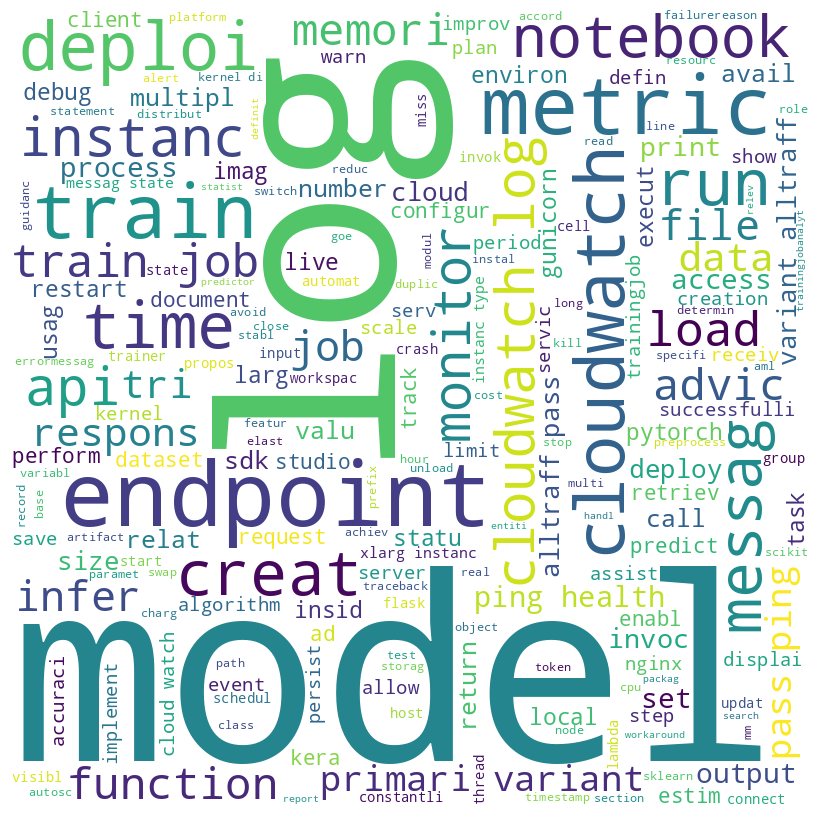 client
platform
deploi
memori
improv
accord
failurereason
notebook
alert
kernel di
warn
plan
resourc
debug
multipl
environ
defin
avail
statement
distribut
definit
log
miss
metric
role
instanc
imag
process
messag state
statist
reduc
switch
number
cloud
configur
invok
read
line
print
show
guidanc
train
run
relev
file
execut
gunicorn
cloudwatch log
cloudwatch
variant alltraff
trainingjobanalyt
goe
modul
period
cell
data
access
creation
train job
state
live
instal
predictor
automat
duplic
monitor
instanc type
servic
long
trainingjob
restart
document
avoid
serv
determin
usag
time
close
stabl
job
scale
load
errormessag
trainer
propos
input
crash
kill
specifi
receiv
api
tri
larg
workspac
track
cost
aml
advic
kernel
featur
elast
successfulli
respons
valu
hour
limit
stop
pass
alltraff
pytorch
preprocess
perform
variabl
dataset
sdk
studio
unload
prefix
multi
deploy
group
record
base
endpoint
handl
retriev
messag
task
artifact
achiev
entiti
save
relat
request
statu
call
size
start
swap
xlarg instanc
predict
scikit
paramet
creat
server
traceback
real
assist
infer
charg
algorithm
insid
flask
ping health
enabl
pass ping
model
ad
object
invoc
cloud watch
path
test
token
nginx
displai
accuraci
implement
event
schedul
persist
storag
allow
return
packag
cpu
set
updat
class
host
local
step
search
mm
node
workaround
kera
lambda
visibl
function
primari
thread
variant
sklearn
output
autosc
report
constantli
timestamp
section
estim
connect